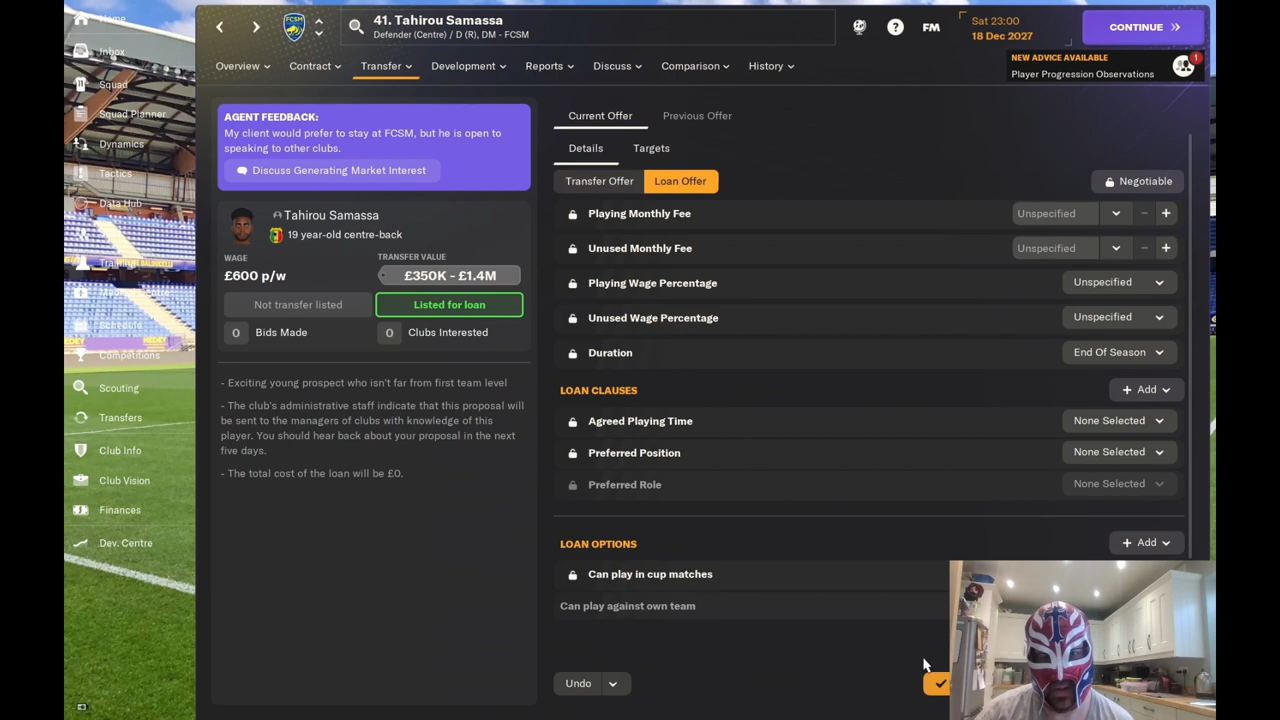 Home
Inbox
Squad
Squad Planner
Dynamics
Tactics
Data Hub
Schedule
Competitions
Scouting
Transfers
Club Info
Club Vision
Finances
Dev. Centre
FCSM
41. Tahirou Samassa
Defender (Centre) / D (R), DM - FCSM
?
FM
Sat 23:00
18 Dec 2027
CONTINUE
Overview
Contract
Transfer
Development
Reports
Discuss
Comparison
History
NEW ADVICE AVAILABLE
Player Progression Observations
1
AGENT FEEDBACK:
My client would prefer to stay at FCSM, but he is open to
speaking to other clubs.
Discuss Generating Market Interest
Tahirou Samassa
19 year-old centre-back
WAGE
£600 p/w
TRANSFER VALUE
£350K - £1.4M
Not transfer listed
Listed for loan
0 Bids Made
0 Clubs Interested
- Exciting young prospect who isn't far from first team level
- The club's administrative staff indicate that this proposal will
be sent to the managers of clubs with knowledge of this
player. You should hear back about your proposal in the next
five days.
- The total cost of the loan will be £0.
Current Offer
Previous Offer
Details
Targets
Transfer Offer
Loan Offer
Negotiable
Playing Monthly Fee
Unspecified
Unused Monthly Fee
Unspecified
Playing Wage Percentage
Unspecified
Unused Wage Percentage
Unspecified
Duration
End Of Season
LOAN CLAUSES
+ Add
Agreed Playing Time
None Selected
Preferred Position
None Selected
Preferred Role
None Selected
LOAN OPTIONS
+ Add
Can play in cup matches
Can play against own team
Undo